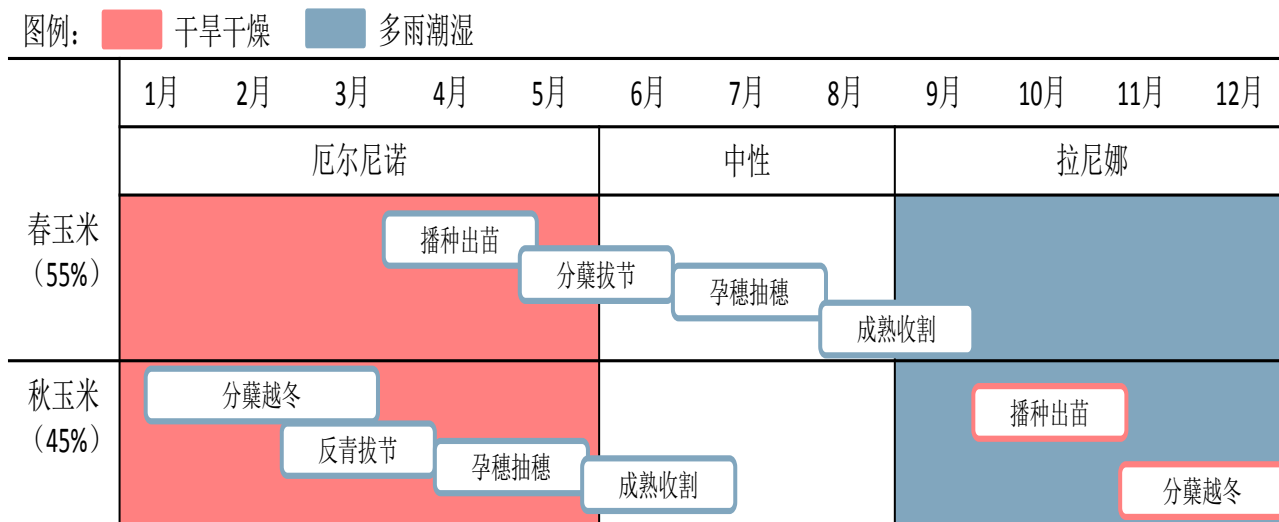 图例： 干旱干燥 多雨潮湿
1月 2月 3月 4月 5月 6月 7月 8月 9月 10月 11月 12月
厄尔尼诺 中性 拉尼娜
春玉米
（55%）
播种出苗
分蘖拔节
孕穗抽穗
成熟收割
秋玉米
（45%）
分蘖越冬
反青拔节
孕穗抽穗
成熟收割
播种出苗
分蘖越冬